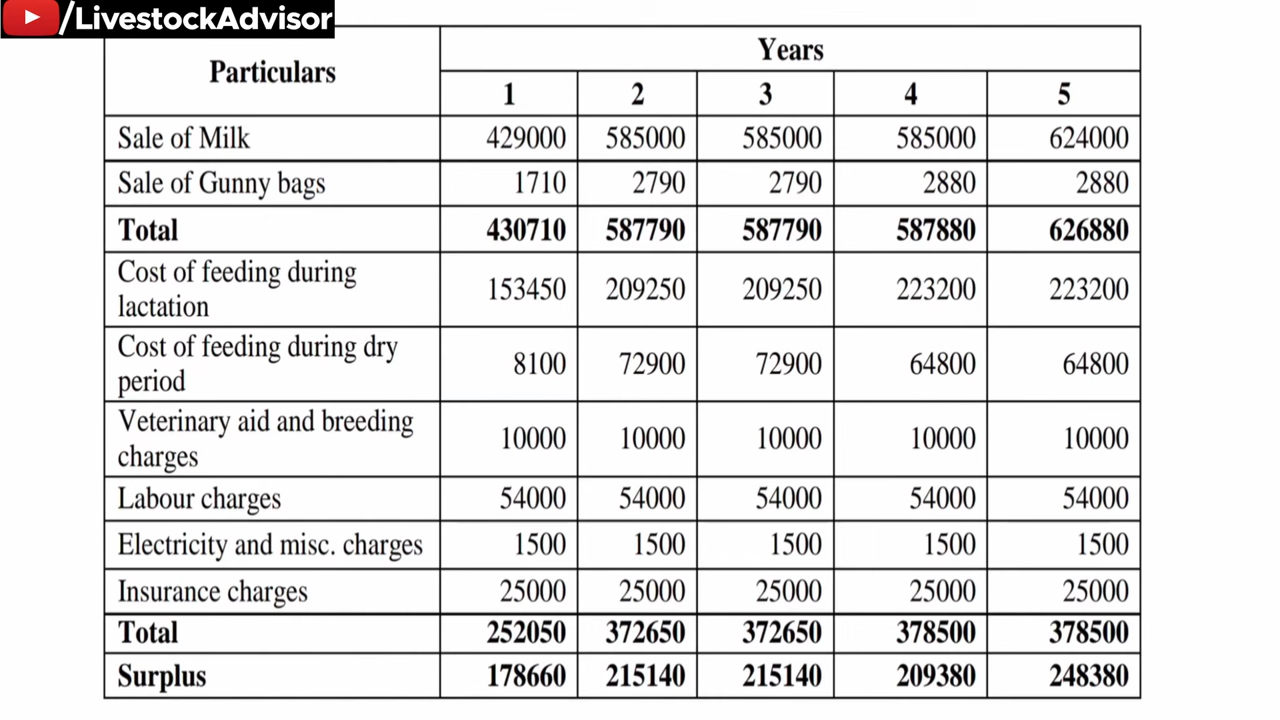 /LivestockAdvisor
Particulars Years
1 2 3 4 5
Sale of Milk 429000 585000 585000 585000 624000
Sale of Gunny bags 1710 2790 2790 2880 2880
Total 430710 587790 587790 587880 626880
Cost of feeding during
lactation 153450 209250 209250 223200 223200
Cost of feeding during dry
period 8100 72900 72900 64800 64800
Veterinary aid and breeding
charges 10000 10000 10000 10000 10000
Labour charges 54000 54000 54000 54000 54000
Electricity and misc. charges 1500 1500 1500 1500 1500
Insurance charges 25000 25000 25000 25000 25000
Total 252050 372650 372650 378500 378500
Surplus 178660 215140 215140 209380 248380